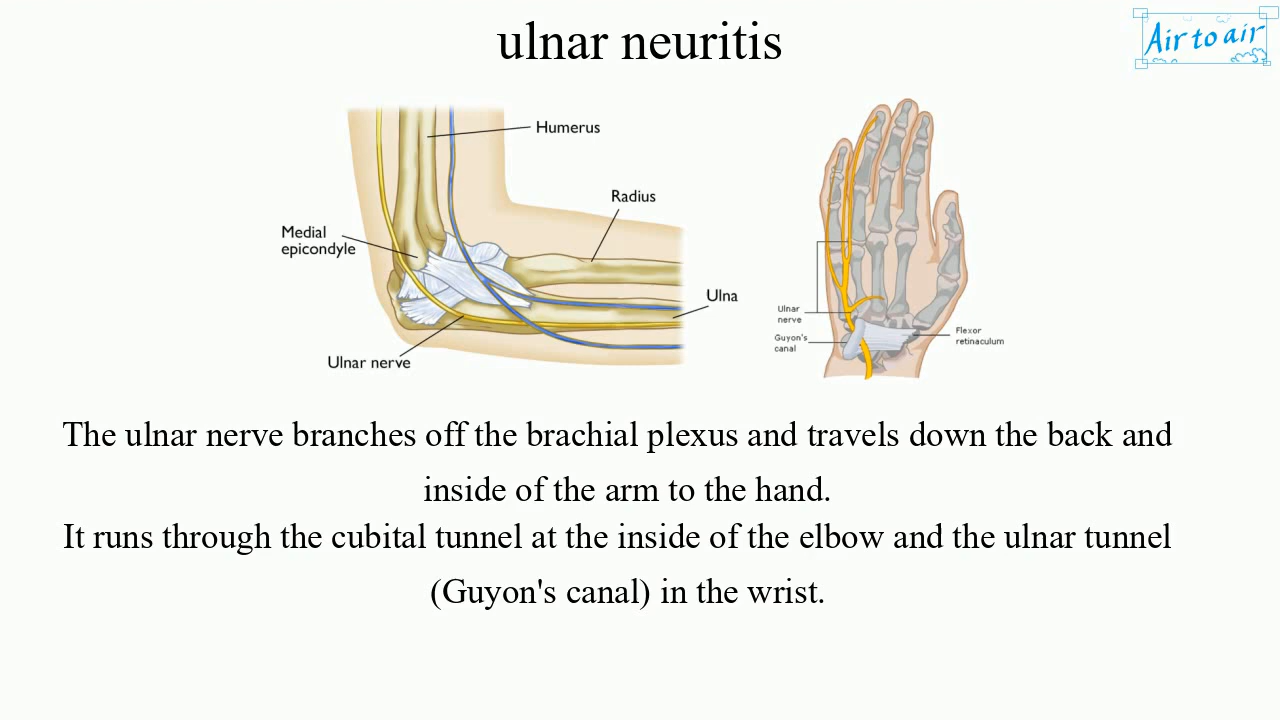 ulnar neuritis
Air to air
Humerus
Radius
Medial
epicondyle
Ulna
Ulnar nerve
Ulnar
nerve
Guyon's
canal
Flexor
retinaculum
The ulnar nerve branches off the brachial plexus and travels down the back and
inside of the arm to the hand.
It runs through the cubital tunnel at the inside of the elbow and the ulnar tunnel
(Guyon's canal) in the wrist.